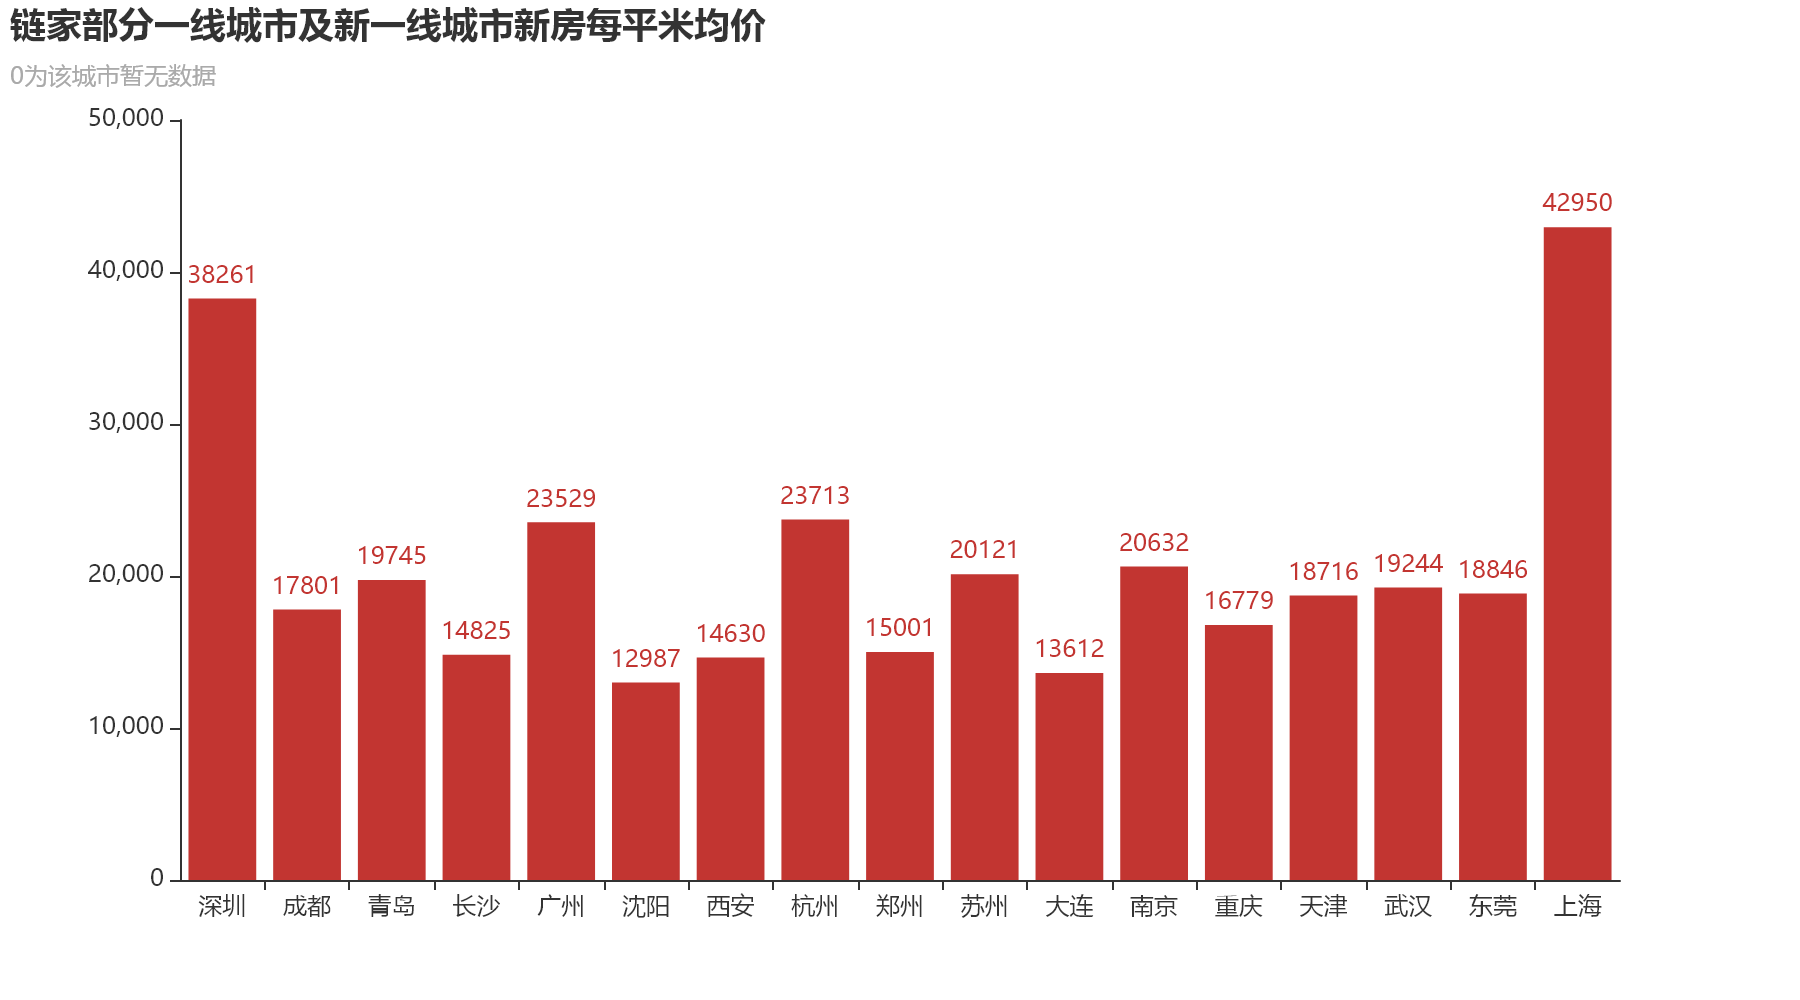 链家部分一线城市及新一线城市新房每平米均价
0为该城市暂无数据
50,000
40,000
30,000
20,000
10,000
0
38261
17801
19745
14825
23529
12987
14630
23713
15001
20121
13612
20632
16779
18716
19244
18846
42950
深圳
成都
青岛
长沙
广州
沈阳
西安
杭州
郑州
苏州
大连
南京
重庆
天津
武汉
东莞
上海